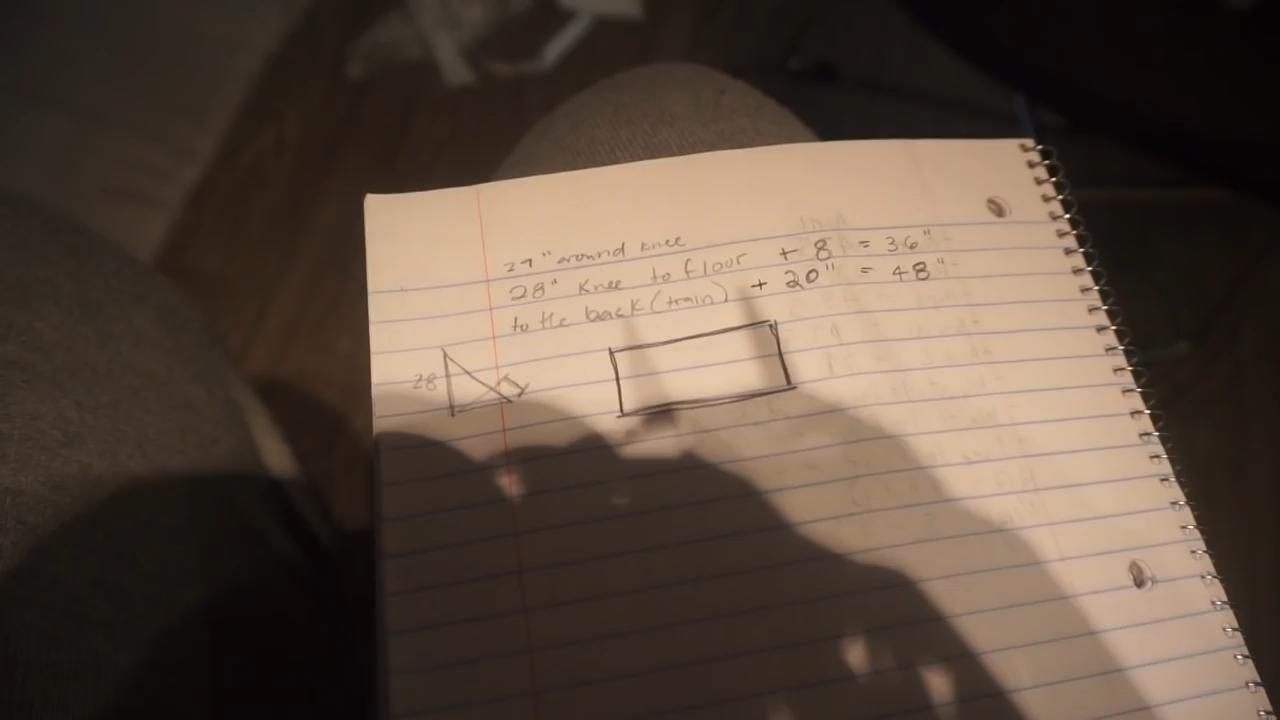 27" around knee
28" Knee to floor + 8 = 36"
to the back (train) + 20" = 48"
28